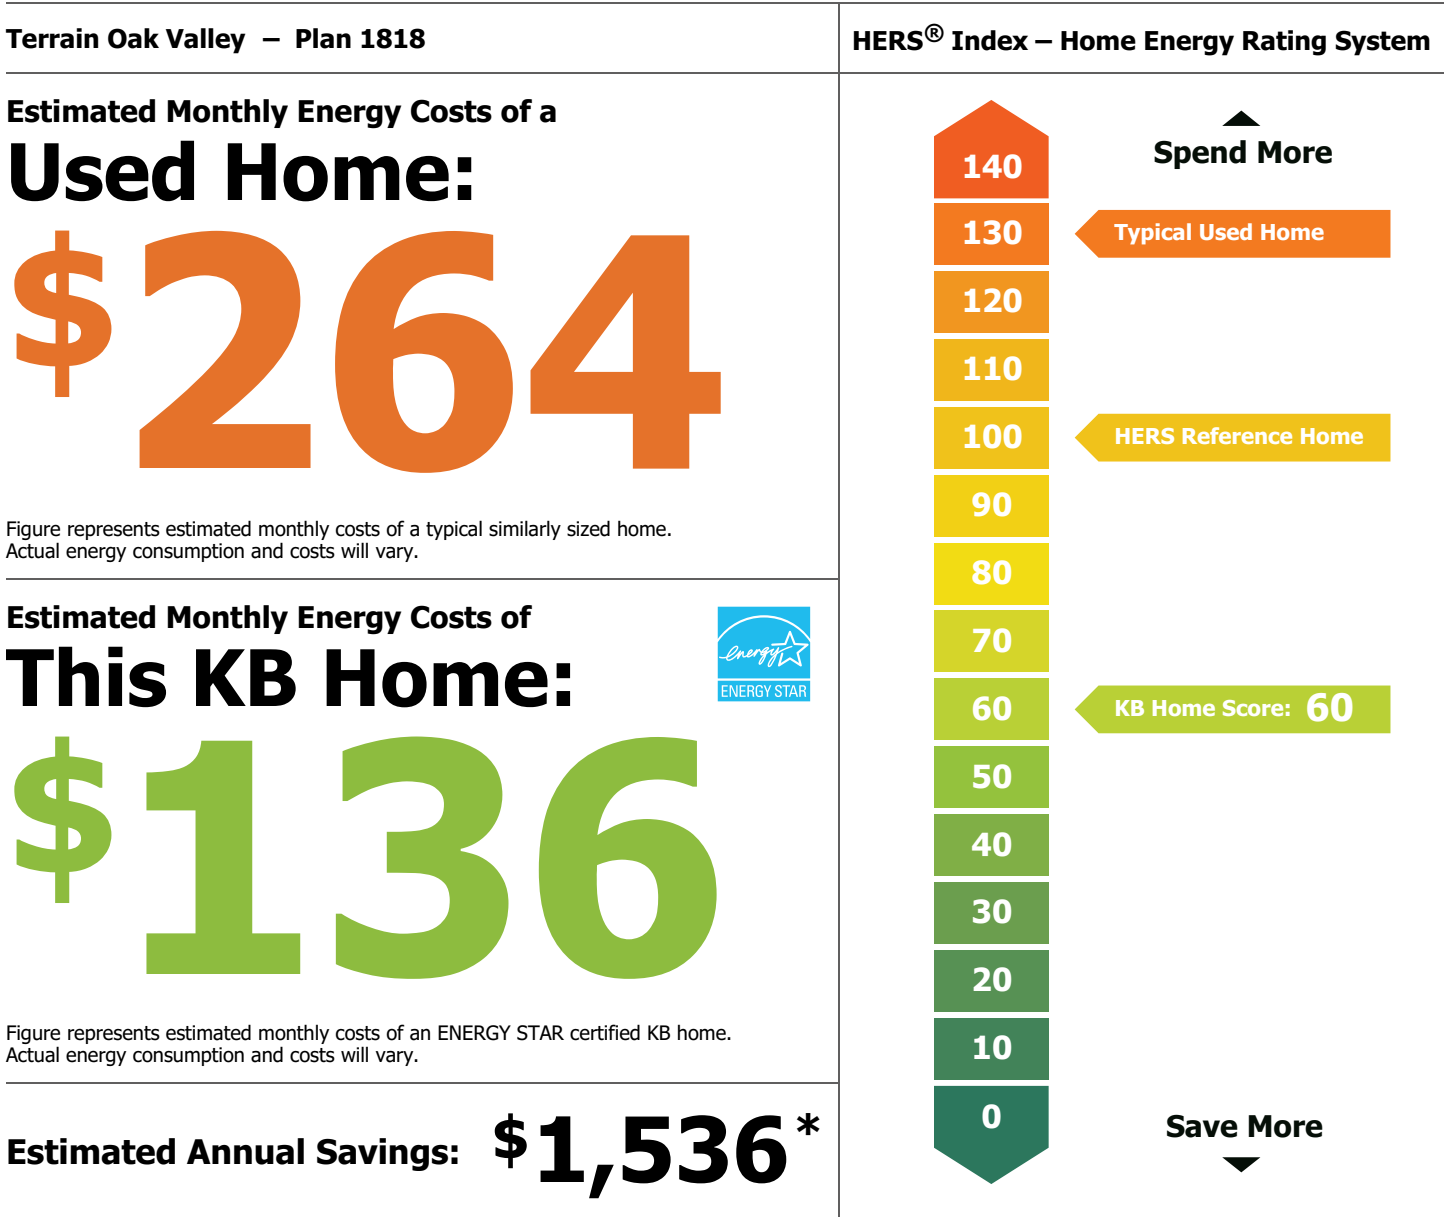 Terrain Oak Valley – Plan 1818
Estimated Monthly Energy Costs of a
Used Home:
$264
Figure represents estimated monthly costs of a typical similarly sized home.
Actual energy consumption and costs will vary.
Estimated Monthly Energy Costs of
This KB Home:
energy
ENERGY STAR
$136
Figure represents estimated monthly costs of an ENERGY STAR certified KB home.
Actual energy consumption and costs will vary.
Estimated Annual Savings: $1,536*
HERS® Index – Home Energy Rating System
Spend More
140
130
Typical Used Home
120
110
100
HERS Reference Home
90
80
70
60
KB Home Score: 60
50
40
30
20
10
0
Save More